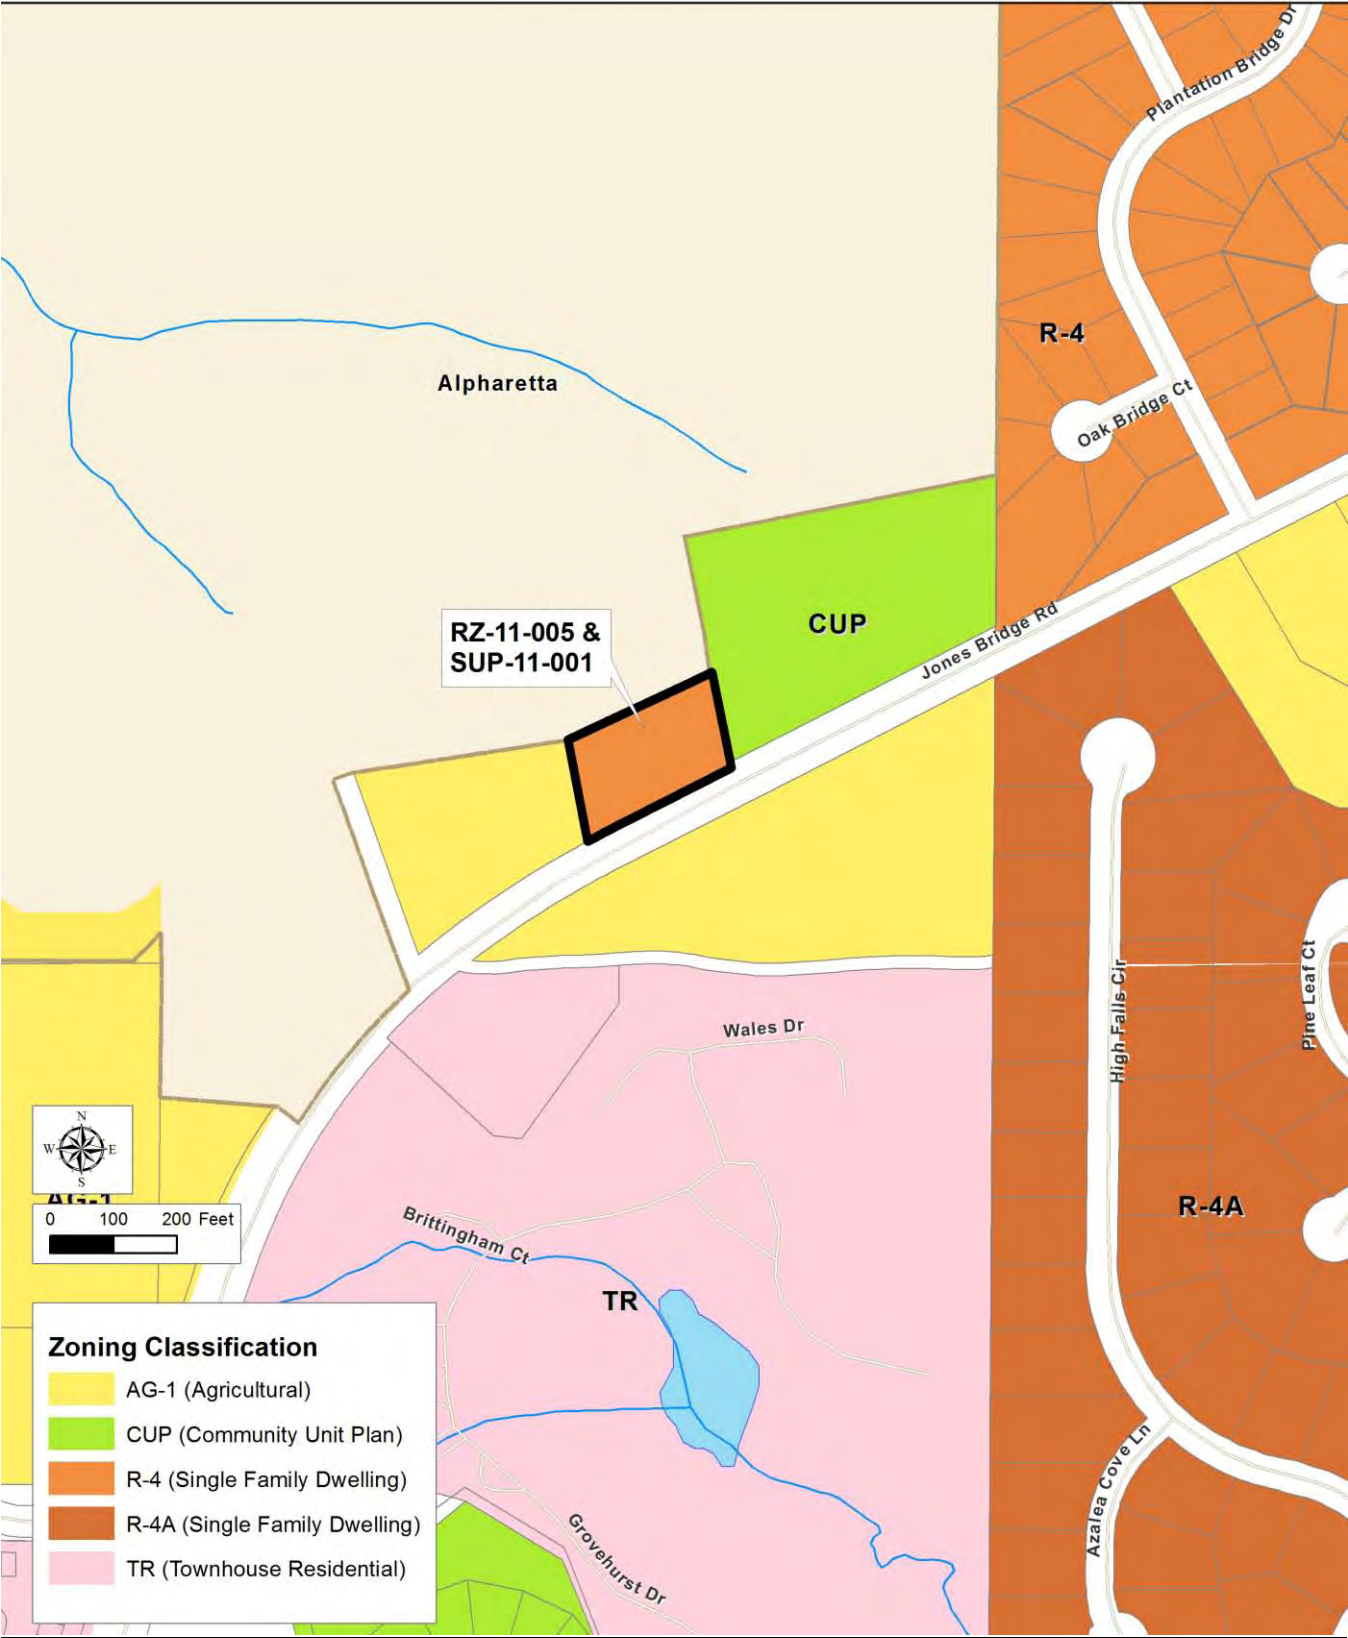 Plantation Bridge Dr
R-4
Alpharetta
Oak Bridge Ct
RZ-11-005 &
SUP-11-001
CUP
Jones Bridge Rd
High Falls Cir
Pine Leaf Ct
Wales Dr
N
W E
S
AG-1
0 100 200 Feet
R-4A
Brittingham Ct
TR
Zoning Classification
AG-1 (Agricultural)
CUP (Community Unit Plan)
R-4 (Single Family Dwelling)
R-4A (Single Family Dwelling)
TR (Townhouse Residential)
Azalea Cove Ln
Grovehurst Dr